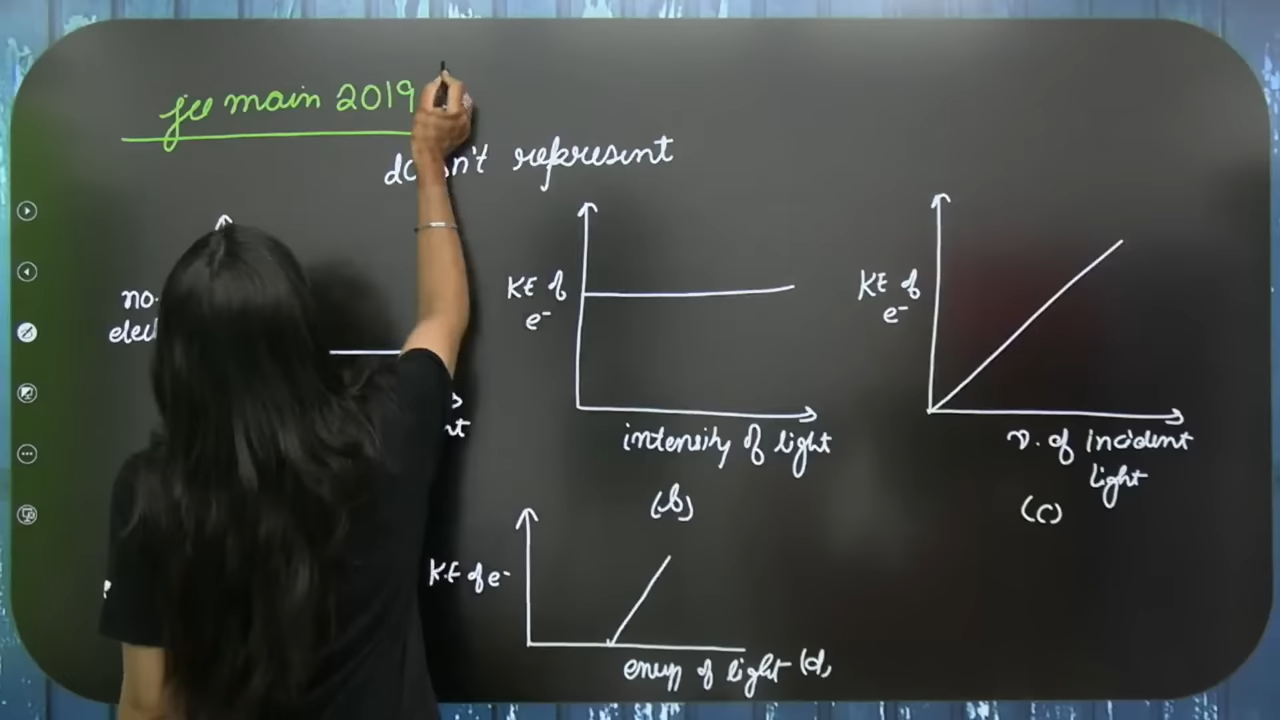 jee main 2019
doesn't represent
no.
KE of
e-
intensity of light
(b)
KE of
e-
ν. of incident
light
(c)
K.E of e-
energy of light (d)